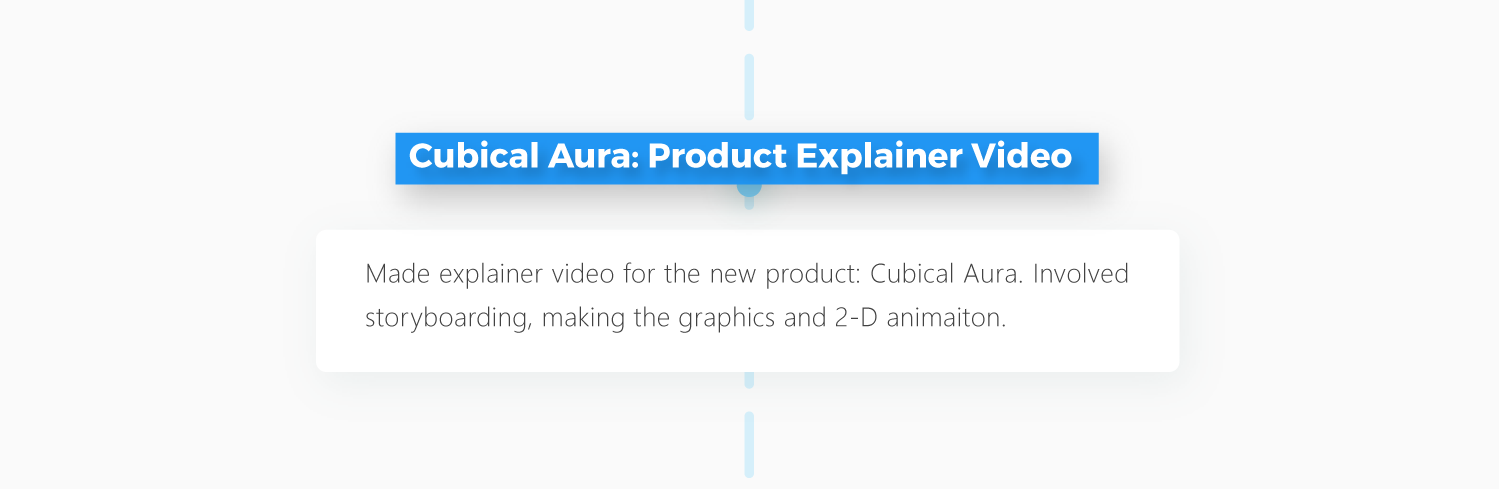 Cubical Aura: Product Explainer Video
Made explainer video for the new product: Cubical Aura. Involved
storyboarding, making the graphics and 2-D animaiton.